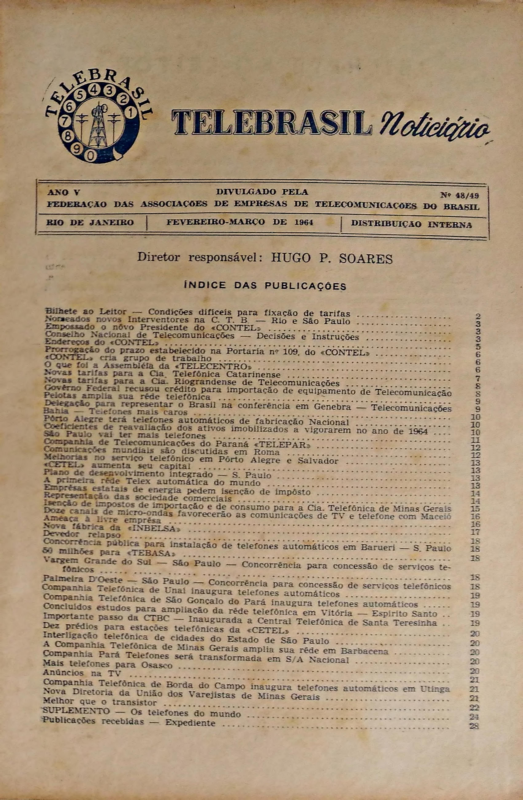 TELEBRASIL
1 2 3 4 5 6 7 8 9 0
TELEBRASIL Noticiário
ANO V
DIVULGADO PELA
Nº 48/49
FEDERAÇÃO DAS ASSOCIAÇÕES DE EMPRESAS DE TELECOMUNICAÇÕES DO BRASIL
RIO DE JANEIRO
FEVEREIRO-MARÇO DE 1964
DISTRIBUIÇÃO INTERNA
Diretor responsável: HUGO P. SOARES
ÍNDICE DAS PUBLICAÇÕES
Bilhete ao Leitor — Condições difíceis para fixação de tarifas 2
Nomeados novos Interventores na C. T. B. — Rio e São Paulo 3
Empossado o nôvo Presidente do «CONTEL» 3
Conselho Nacional de Telecomunicações — Decisões e Instruções 3
Endereços do «CONTEL» 5
Prorrogação do prazo estabelecido na Portaria nº 109, do «CONTEL» 6
«CONTEL» cria grupo de trabalho 6
O que foi a Assembléia da «TELECENTRO» 6
Novas tarifas para a Cia. Telefônica Catarinense 7
Novas tarifas para a Cia. Riograndense de Telecomunicações 8
Govêrno Federal recusou crédito para importação de equipamento de Telecomunicação 8
Pelotas amplia sua rêde telefônica 9
Delegação para representar o Brasil na conferência em Genebra — Telecomunicações 9
Bahia — Telefones mais caros 10
Pôrto Alegre terá telefones automáticos de fabricação Nacional 10
Coeficientes de reavaliação dos ativos imobilizados a vigorarem no ano de 1964 10
São Paulo vai ter mais telefones 11
Companhia de Telecomunicações do Paraná «TELEPAR» 12
Comunicações mundiais são discutidas em Roma 12
Melhorias no serviço telefônico em Pôrto Alegre e Salvador 13
«CETEL» aumenta seu capital 13
Plano de desenvolvimento integrado — S. Paulo 13
A primeira rêde Telex automática do mundo 13
Emprêsas estatais de energia pedem isenção de impôsto 14
Representação das sociedade comerciais 14
Isenção de impostos de importação e de consumo para a Cia. Telefônica de Minas Gerais 15
Doze canais de micro-ondas favorecerão as comunicações de TV e telefone com Maceió 16
Ameaça à livre emprêsa 16
Nova fábrica da «INBELSA» 17
Devedor relapso 18
Concorrência pública para instalação de telefones automáticos em Barueri — S. Paulo 18
50 milhões para «TEBASA» 18
Vargem Grande do Sul — São Paulo — Concorrência para concessão de serviços te-
fônicos 18
Palmeira D'Oeste — São Paulo — Concorrência para concessão de serviços telefônicos 18
Companhia Telefônica de Unaí inaugura telefones automáticos 19
Companhia Telefônica de São Gonçalo do Pará inaugura telefones automáticos 19
Concluídos estudos para ampliação da rêde telefônica em Vitória — Espírito Santo 19
Importante passo da CTBC — Inaugurada a Central Telefônica de Santa Teresinha 19
Dez prédios para estações telefônicas da «CETEL» 20
Interligação telefônica de cidades do Estado de São Paulo 20
A Companhia Telefônica de Minas Gerais amplia sua rêde em Barbacena 20
Companhia Pará Telefones será transformada em S/A Nacional 20
Mais telefones para Osasco 20
Anúncios na TV 21
Companhia Telefônica de Borda do Campo inaugura telefones automáticos em Utinga 21
Nova Diretoria da União dos Varejistas de Minas Gerais 21
Melhor que o transistor 22
SUPLEMENTO — Os telefones do mundo 24
Publicações recebidas — Expediente 28